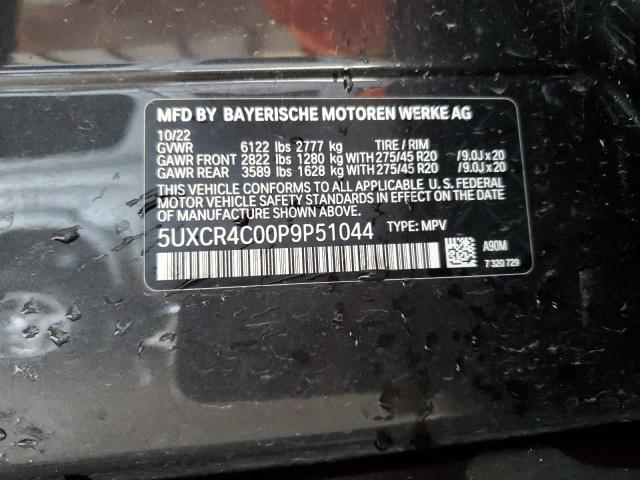 MFD BY BAYERISCHE MOTOREN WERKE AG
10/22
GVWR 6122 lbs 2777 kg TIRE / RIM
GAWR FRONT 2822 lbs 1280 kg WITH 275/45 R20 /9.0J x 20
GAWR REAR 3589 lbs 1628 kg WITH 275/45 R20 /9.0J x 20
THIS VEHICLE CONFORMS TO ALL APPLICABLE U. S. FEDERAL
MOTOR VEHICLE SAFETY STANDARDS IN EFFECT ON THE DATE
OF MANUFACTURE SHOWN ABOVE.
5UXCR4C00P9P51044 TYPE: MPV
A90M
7 320 729